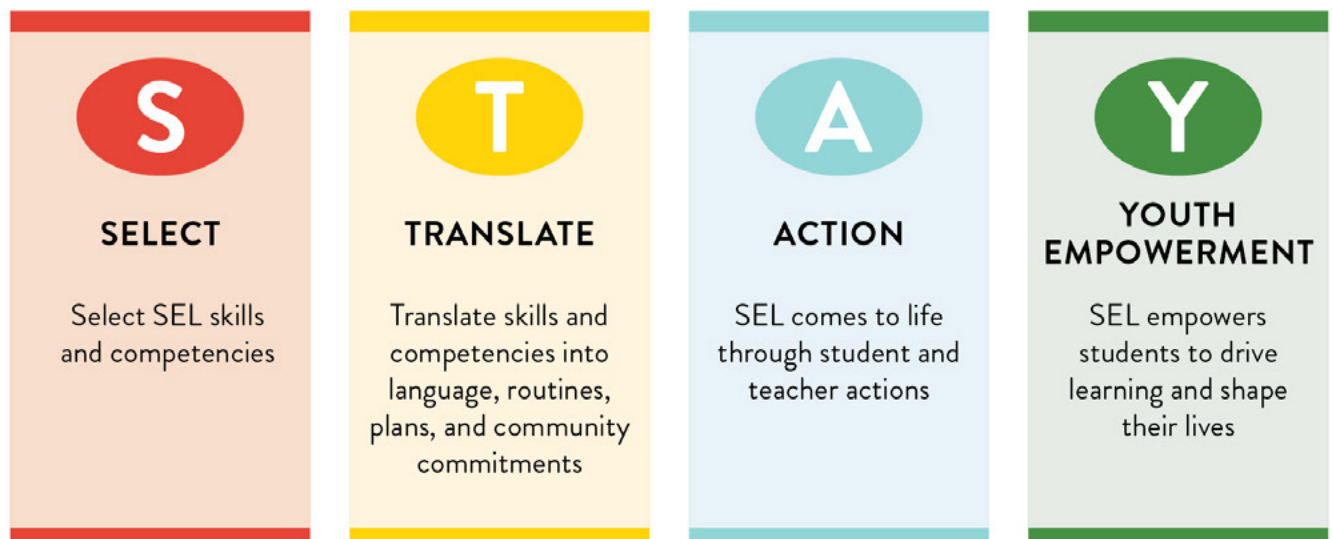 S
SELECT
Select SEL skills
and competencies
T
TRANSLATE
Translate skills and
competencies into
language, routines,
plans, and community
commitments
A
ACTION
SEL comes to life
through student and
teacher actions
Y
YOUTH
EMPOWERMENT
SEL empowers
students to drive
learning and shape
their lives